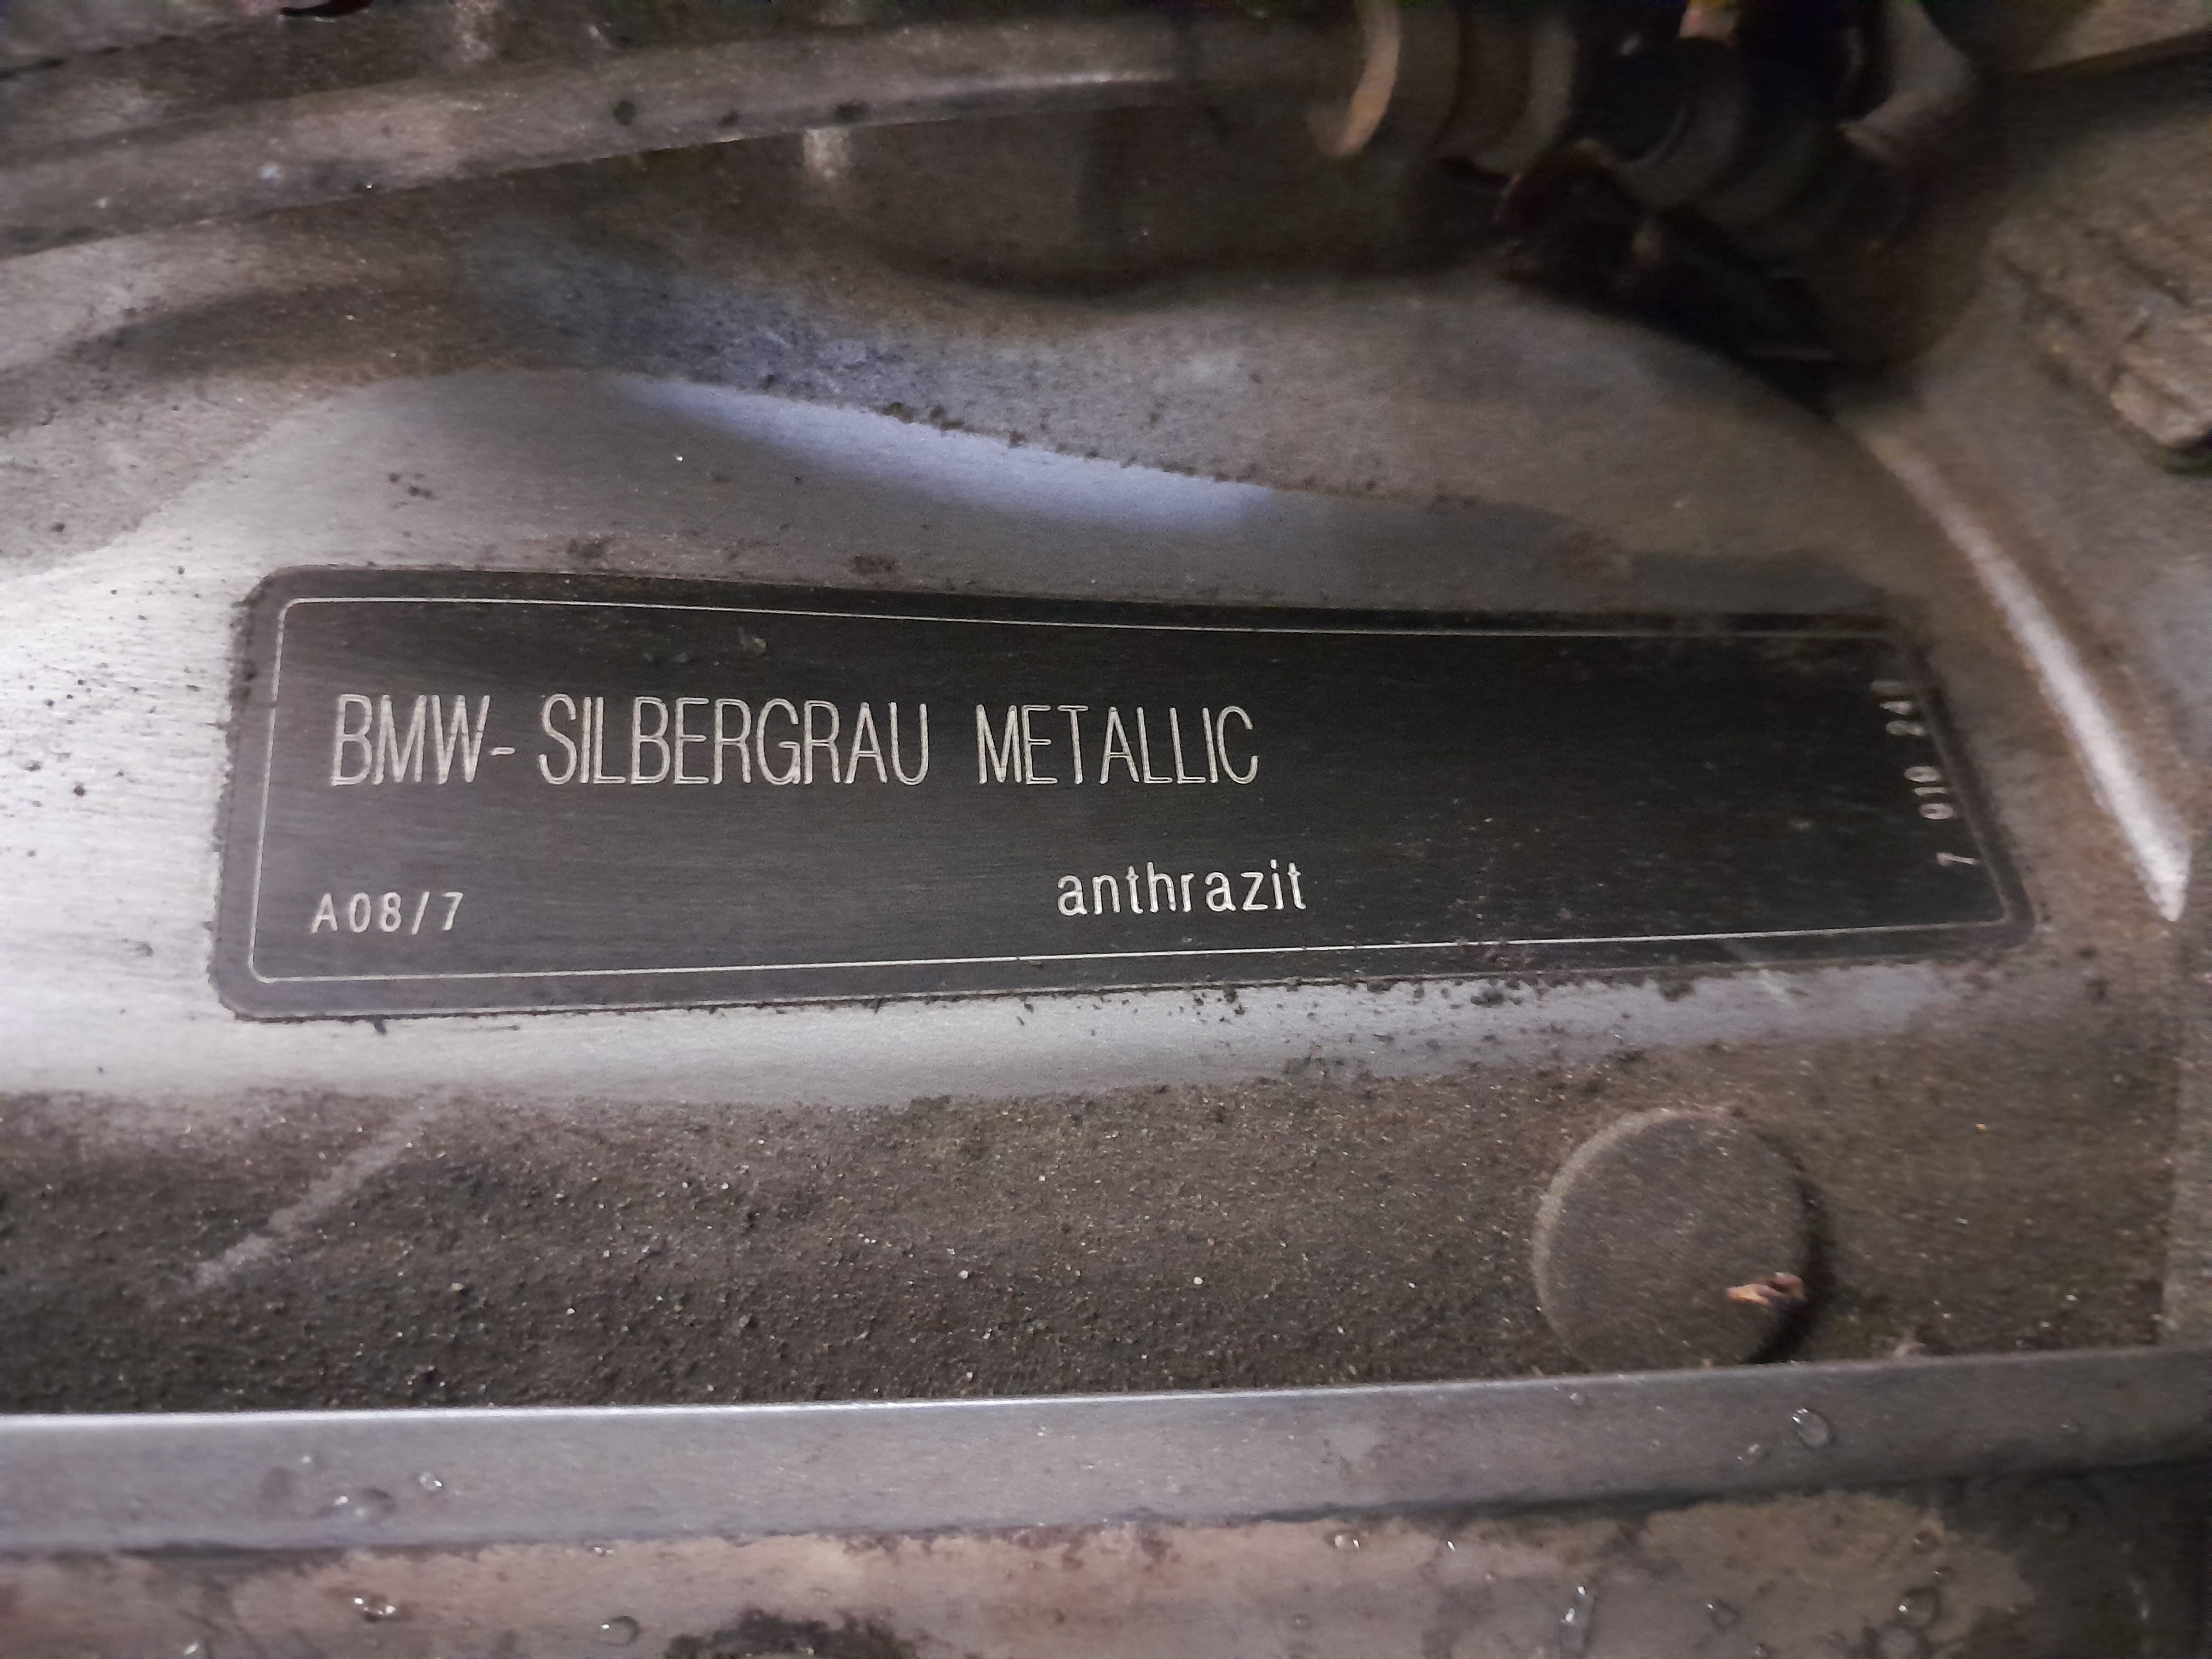 BMW- SILBERGRAU METALLIC
A08/7 anthrazit